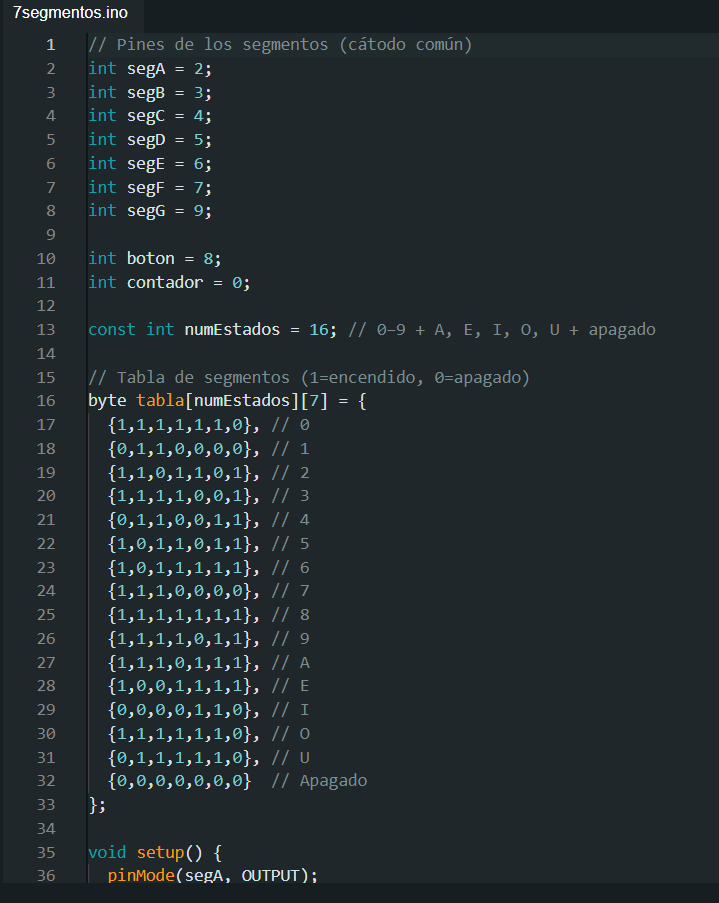 7segmentos.ino
1 // Pines de los segmentos (cátodo común)
2 int segA = 2;
3 int segB = 3;
4 int segC = 4;
5 int segD = 5;
6 int segE = 6;
7 int segF = 7;
8 int segG = 9;
9
10 int boton = 8;
11 int contador = 0;
12
13 const int numEstados = 16; // 0–9 + A, E, I, O, U + apagado
14
15 // Tabla de segmentos (1=encendido, 0=apagado)
16 byte tabla[numEstados][7] = {
17 {1,1,1,1,1,1,0}, // 0
18 {0,1,1,0,0,0,0}, // 1
19 {1,1,0,1,1,0,1}, // 2
20 {1,1,1,1,0,0,1}, // 3
21 {0,1,1,0,0,1,1}, // 4
22 {1,0,1,1,0,1,1}, // 5
23 {1,0,1,1,1,1,1}, // 6
24 {1,1,1,0,0,0,0}, // 7
25 {1,1,1,1,1,1,1}, // 8
26 {1,1,1,1,0,1,1}, // 9
27 {1,1,1,0,1,1,1}, // A
28 {1,0,0,1,1,1,1}, // E
29 {0,0,0,0,1,1,0}, // I
30 {1,1,1,1,1,1,0}, // O
31 {0,1,1,1,1,1,0}, // U
32 {0,0,0,0,0,0,0} // Apagado
33 };
34
35 void setup() {
36 pinMode(segA, OUTPUT);